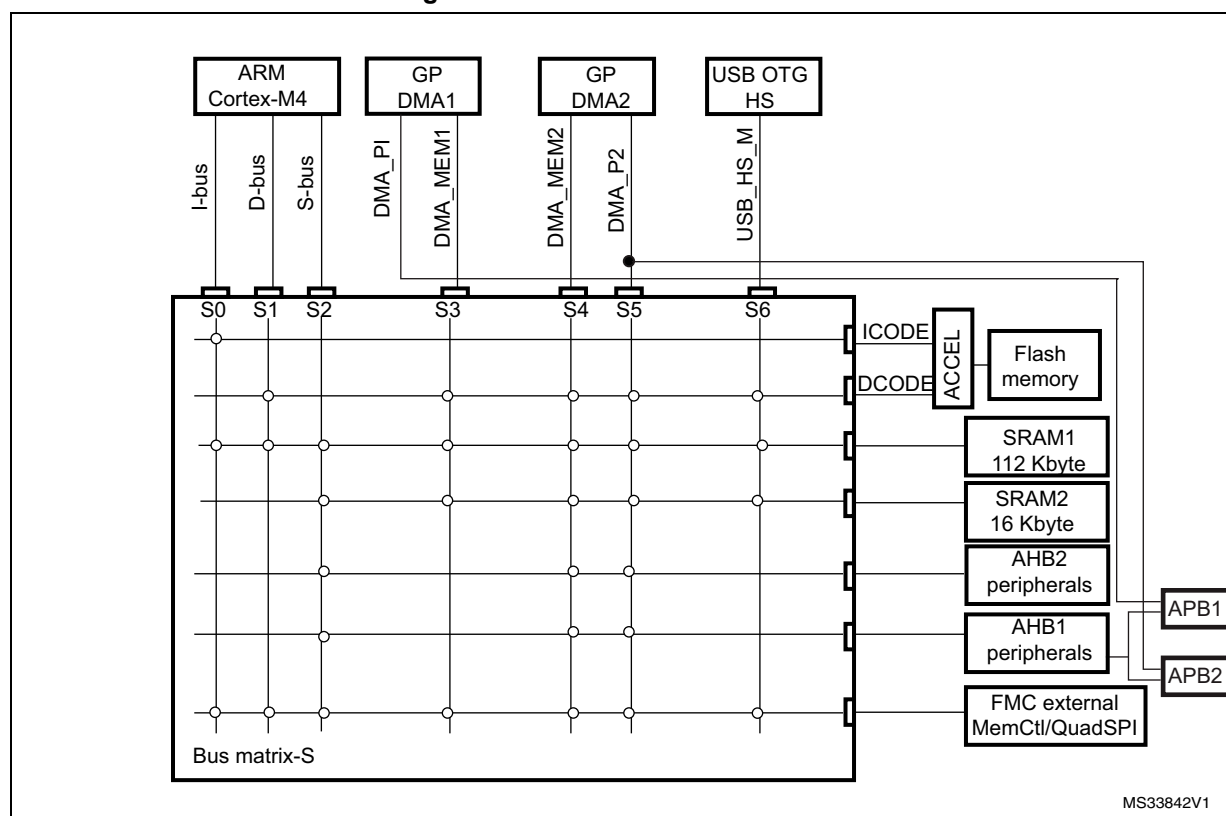 ARM
Cortex-M4
GP
DMA1
GP
DMA2
USB OTG
HS
I-bus
D-bus
S-bus
DMA_PI
DMA_MEM1
DMA_MEM2
DMA_P2
USB_HS_M
S0
S1
S2
S3
S4
S5
S6
ICODE
DCODE
ACCEL
Flash
memory
SRAM1
112 Kbyte
SRAM2
16 Kbyte
AHB2
peripherals
AHB1
peripherals
APB1
APB2
FMC external
MemCtl/QuadSPI
Bus matrix-S
MS33842V1